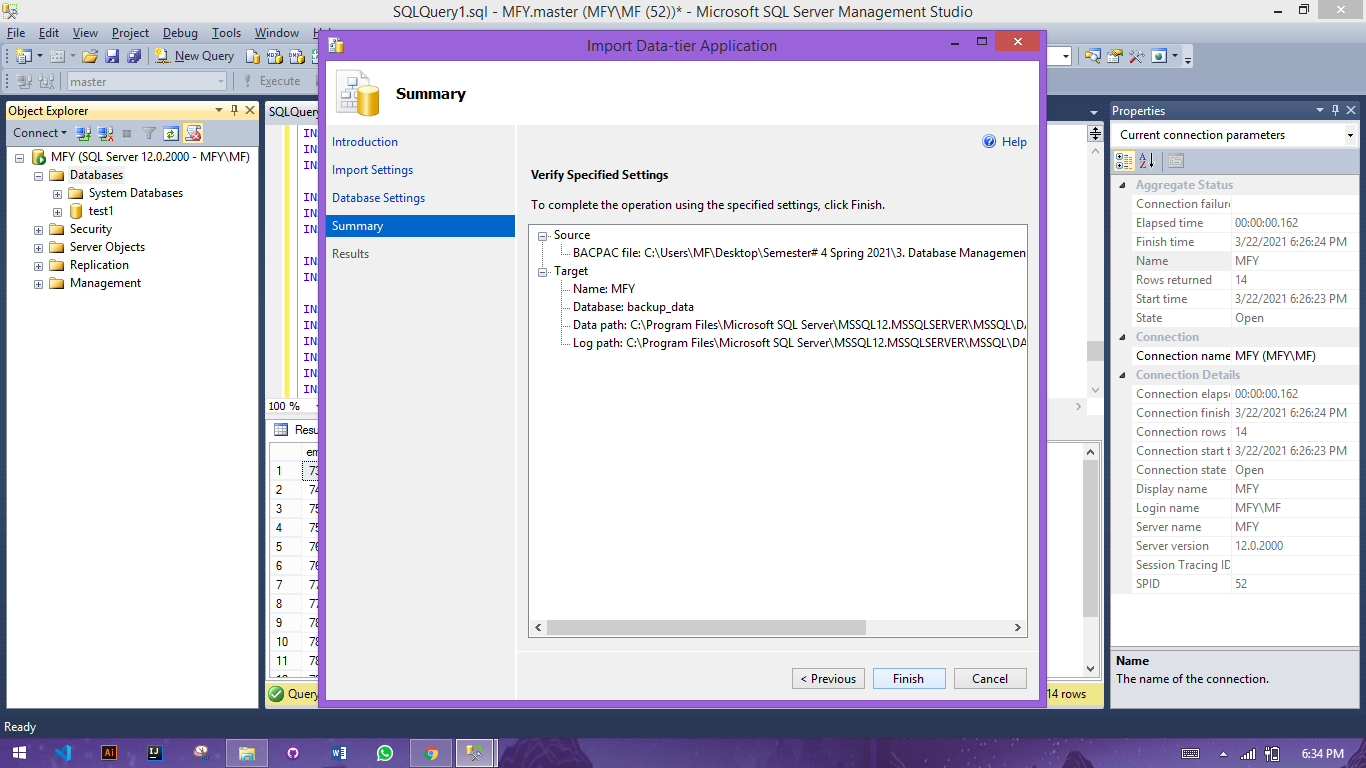 SQLQuery1.sql - MFY.master (MFY\MF (52))* - Microsoft SQL Server Management Studio
File Edit View Project Debug Tools Window
New Query
master Execute
Object Explorer
Connect
MFY (SQL Server 12.0.2000 - MFY\MF)
Databases
System Databases
test1
Security
Server Objects
Replication
Management
SQLQuery
IN
IN
IN
IN
IN
IN
IN
IN
IN
IN
IN
IN
100 %
Resu
em
1 73
2 74
3 75
4 75
5 76
6 76
7 77
8 77
9 78
10 78
11 78
Query
14 rows
Import Data-tier Application
Summary
Introduction
Import Settings
Database Settings
Summary
Results
Help
Verify Specified Settings
To complete the operation using the specified settings, click Finish.
Source
BACPAC file: C:\Users\MF\Desktop\Semester# 4 Spring 2021\3. Database Managemen
Target
Name: MFY
Database: backup_data
Data path: C:\Program Files\Microsoft SQL Server\MSSQL12.MSSQLSERVER\MSSQL\DA
Log path: C:\Program Files\Microsoft SQL Server\MSSQL12.MSSQLSERVER\MSSQL\DA
< Previous Finish Cancel
Properties
Current connection parameters
Aggregate Status
Connection failure
Elapsed time 00:00:00.162
Finish time 3/22/2021 6:26:24 PM
Name MFY
Rows returned 14
Start time 3/22/2021 6:26:23 PM
State Open
Connection
Connection name MFY (MFY\MF)
Connection Details
Connection elaps 00:00:00.162
Connection finish 3/22/2021 6:26:24 PM
Connection rows 14
Connection start t 3/22/2021 6:26:23 PM
Connection state Open
Display name MFY
Login name MFY\MF
Server name MFY
Server version 12.0.2000
Session Tracing ID
SPID 52
Name
The name of the connection.
Ready
6:34 PM